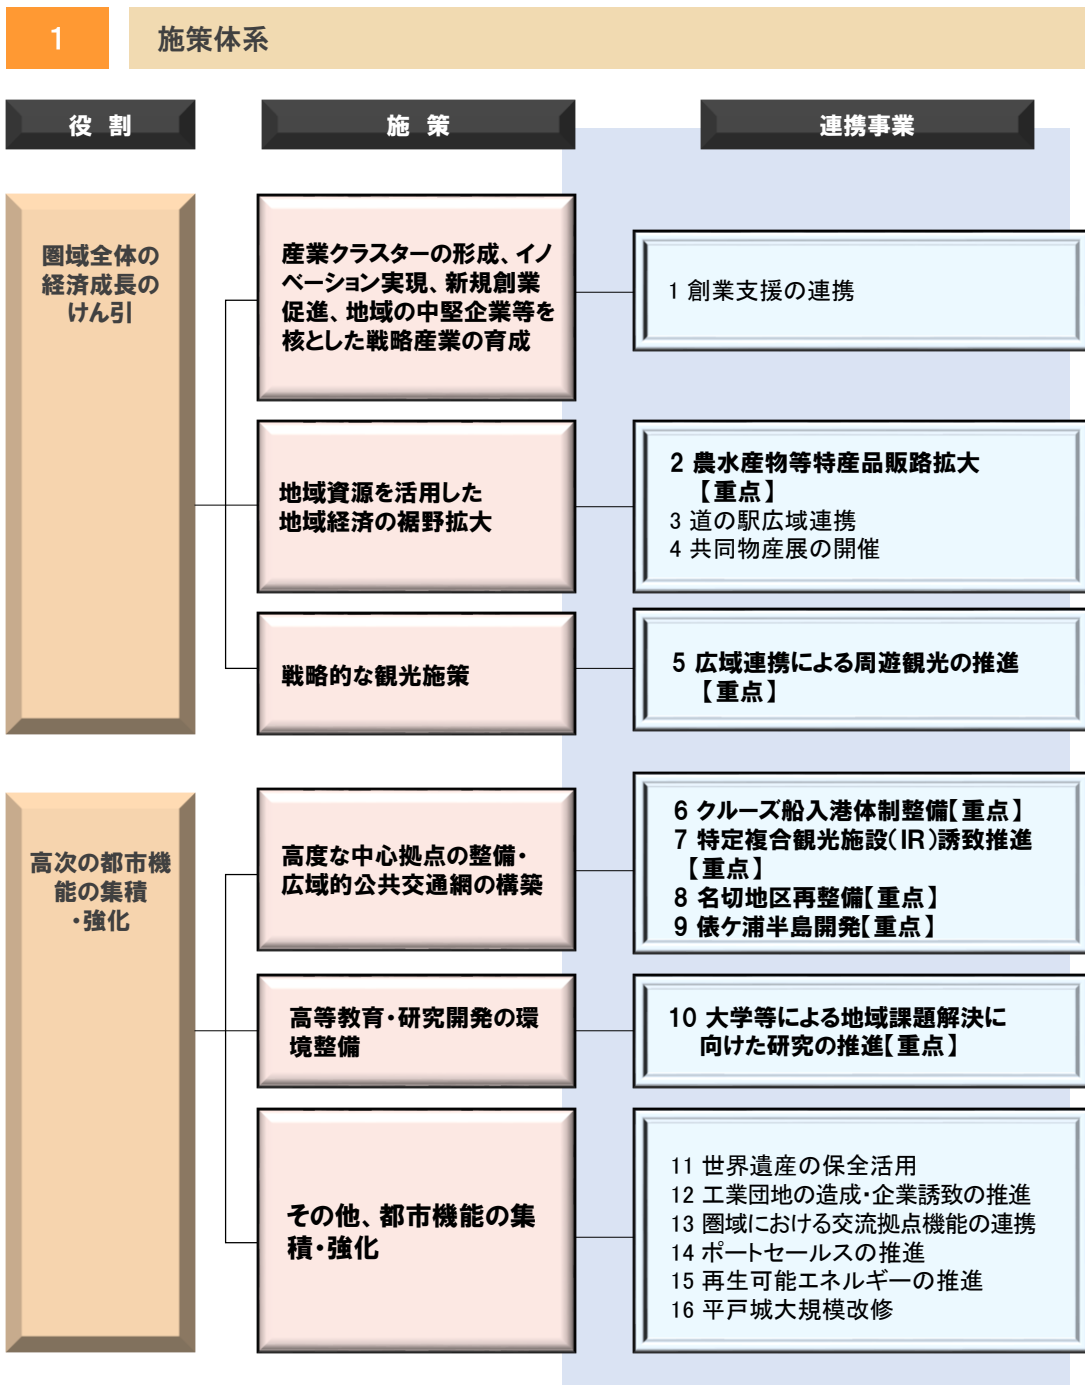 1
施策体系
役 割
施 策
連携事業
圏域全体の
経済成長の
けん引
産業クラスターの形成、イノ
ベーション実現、新規創業
促進、地域の中堅企業等を
核とした戦略産業の育成
1 創業支援の連携
地域資源を活用した
地域経済の裾野拡大
2 農水産物等特産品販路拡大
【重点】
3 道の駅広域連携
4 共同物産展の開催
戦略的な観光施策
5 広域連携による周遊観光の推進
【重点】
高次の都市機
能の集積
・強化
高度な中心拠点の整備・
広域的公共交通網の構築
6 クルーズ船入港体制整備【重点】
7 特定複合観光施設(IR)誘致推進
【重点】
8 名切地区再整備【重点】
9 俵ケ浦半島開発【重点】
高等教育・研究開発の環
境整備
10 大学等による地域課題解決に
向けた研究の推進【重点】
その他、都市機能の集
積・強化
11 世界遺産の保全活用
12 工業団地の造成・企業誘致の推進
13 圏域における交流拠点機能の連携
14 ポートセールスの推進
15 再生可能エネルギーの推進
16 平戸城大規模改修